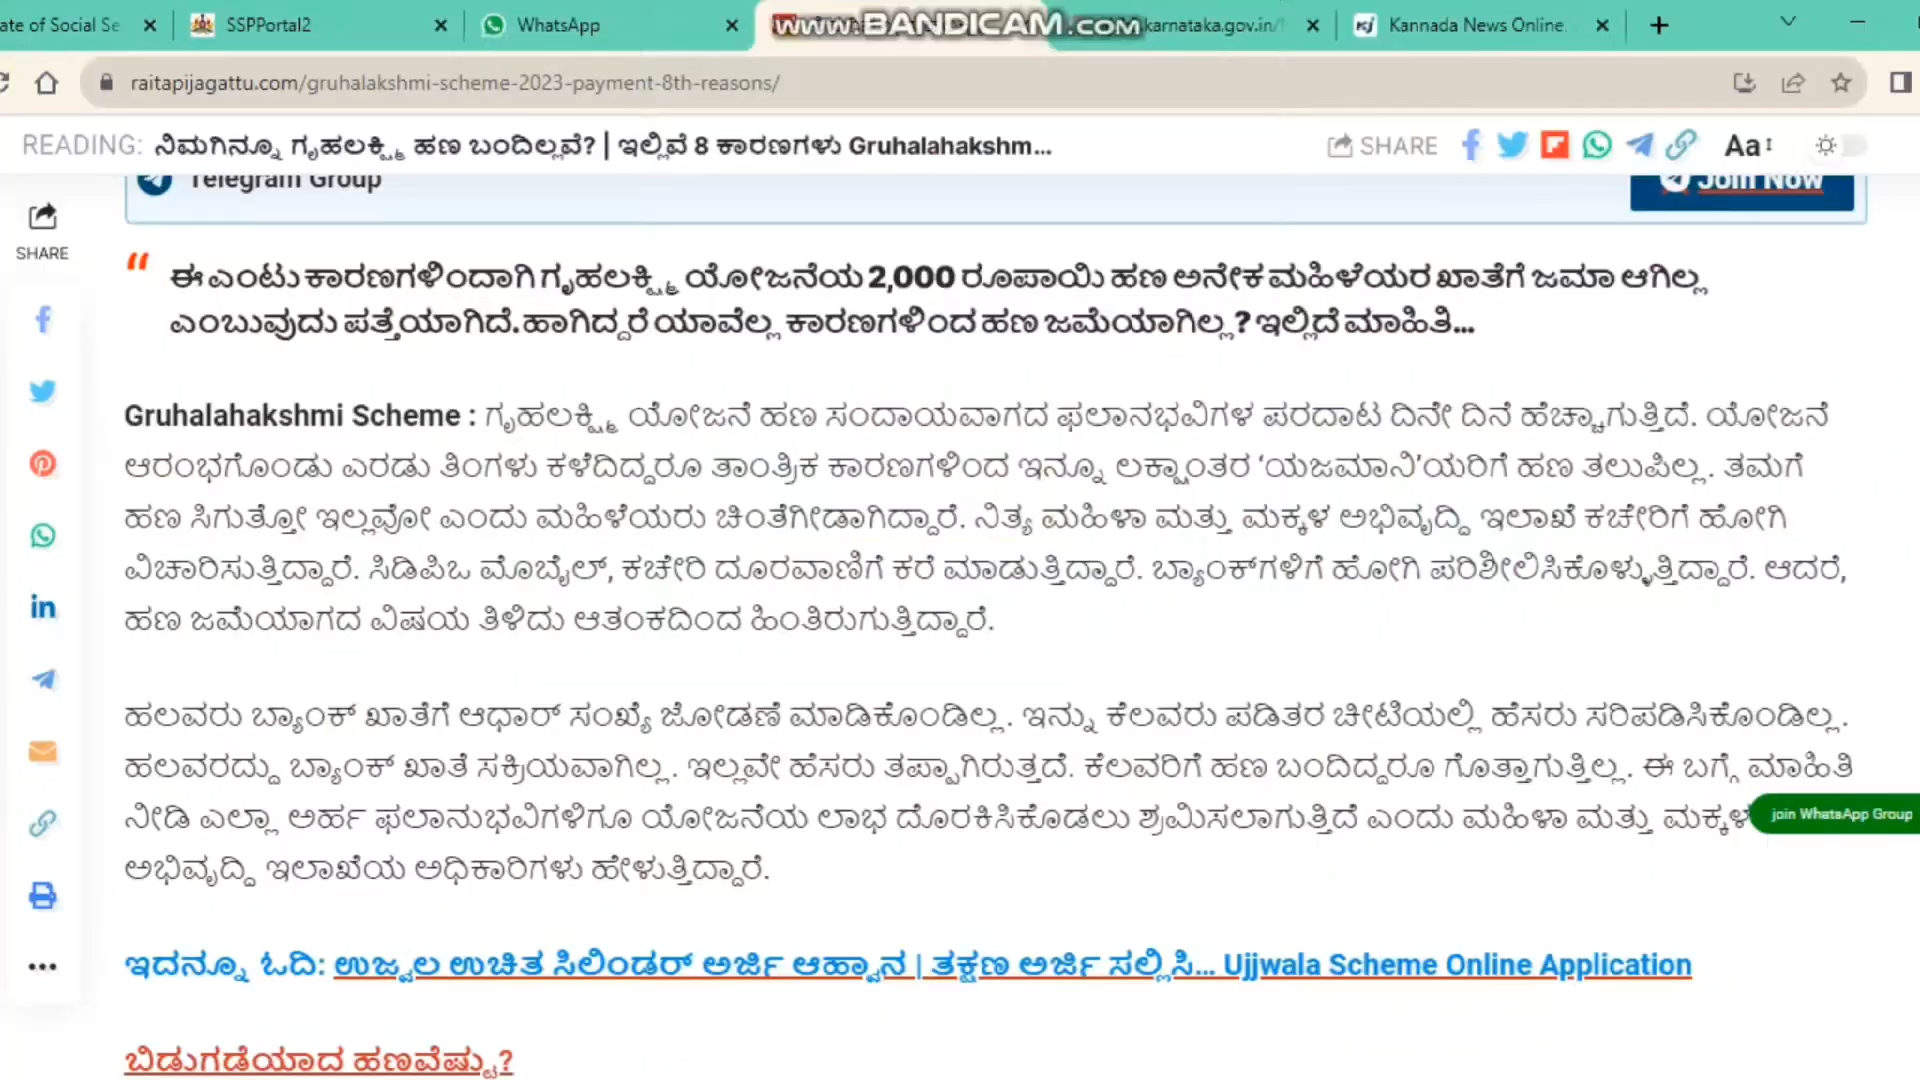 ate of Social Se
SSPPortal2
WhatsApp
www.BANDICAM.com
karnataka.gov.in/
Kannada News Online
raitapijagattu.com/gruhalakshmi-scheme-2023-payment-8th-reasons/
READING: ನಿಮಗಿನ್ನೂ ಗೃಹಲಕ್ಷ್ಮಿ ಹಣ ಬಂದಿಲ್ಲವೆ? | ಇಲ್ಲಿವೆ 8 ಕಾರಣಗಳು Gruhalahakshm...
SHARE
Aa
Telegram Group
Join Now
SHARE
“ ಈ ಎಂಟು ಕಾರಣಗಳಿಂದಾಗಿ ಗೃಹಲಕ್ಷ್ಮಿ ಯೋಜನೆಯ 2,000 ರೂಪಾಯಿ ಹಣ ಅನೇಕ ಮಹಿಳೆಯರ ಖಾತೆಗೆ ಜಮಾ ಆಗಿಲ್ಲ
ಎಂಬುವುದು ಪತ್ತೆಯಾಗಿದೆ. ಹಾಗಿದ್ದರೆ ಯಾವೆಲ್ಲ ಕಾರಣಗಳಿಂದ ಹಣ ಜಮೆಯಾಗಿಲ್ಲ? ಇಲ್ಲಿದೆ ಮಾಹಿತಿ...
Gruhalahakshmi Scheme : ಗೃಹಲಕ್ಷ್ಮಿ ಯೋಜನೆ ಹಣ ಸಂದಾಯವಾಗದ ಫಲಾನಭವಿಗಳ ಪರದಾಟ ದಿನೇ ದಿನೆ ಹೆಚ್ಚಾಗುತ್ತಿದೆ. ಯೋಜನೆ
ಆರಂಭಗೊಂಡು ಎರಡು ತಿಂಗಳು ಕಳೆದಿದ್ದರೂ ತಾಂತ್ರಿಕ ಕಾರಣಗಳಿಂದ ಇನ್ನೂ ಲಕ್ಷಾಂತರ ‘ಯಜಮಾನಿ’ಯರಿಗೆ ಹಣ ತಲುಪಿಲ್ಲ. ತಮಗೆ
ಹಣ ಸಿಗುತ್ತೋ ಇಲ್ಲವೋ ಎಂದು ಮಹಿಳೆಯರು ಚಿಂತೆಗೀಡಾಗಿದ್ದಾರೆ. ನಿತ್ಯ ಮಹಿಳಾ ಮತ್ತು ಮಕ್ಕಳ ಅಭಿವೃದ್ಧಿ ಇಲಾಖೆ ಕಚೇರಿಗೆ ಹೋಗಿ
ವಿಚಾರಿಸುತ್ತಿದ್ದಾರೆ. ಸಿಡಿಪಿಒ ಮೊಬೈಲ್, ಕಚೇರಿ ದೂರವಾಣಿಗೆ ಕರೆ ಮಾಡುತ್ತಿದ್ದಾರೆ. ಬ್ಯಾಂಕ್‌ಗಳಿಗೆ ಹೋಗಿ ಪರಿಶೀಲಿಸಿಕೊಳ್ಳುತ್ತಿದ್ದಾರೆ. ಆದರೆ,
ಹಣ ಜಮೆಯಾಗದ ವಿಷಯ ತಿಳಿದು ಆತಂಕದಿಂದ ಹಿಂತಿರುಗುತ್ತಿದ್ದಾರೆ.
ಹಲವರು ಬ್ಯಾಂಕ್ ಖಾತೆಗೆ ಆಧಾರ್ ಸಂಖ್ಯೆ ಜೋಡಣೆ ಮಾಡಿಕೊಂಡಿಲ್ಲ. ಇನ್ನು ಕೆಲವರು ಪಡಿತರ ಚೀಟಿಯಲ್ಲಿ ಹೆಸರು ಸರಿಪಡಿಸಿಕೊಂಡಿಲ್ಲ.
ಹಲವರದ್ದು ಬ್ಯಾಂಕ್ ಖಾತೆ ಸಕ್ರಿಯವಾಗಿಲ್ಲ. ಇಲ್ಲವೇ ಹೆಸರು ತಪ್ಪಾಗಿರುತ್ತದೆ. ಕೆಲವರಿಗೆ ಹಣ ಬಂದಿದ್ದರೂ ಗೊತ್ತಾಗುತ್ತಿಲ್ಲ. ಈ ಬಗ್ಗೆ ಮಾಹಿತಿ
ನೀಡಿ ಎಲ್ಲಾ ಅರ್ಹ ಫಲಾನುಭವಿಗಳಿಗೂ ಯೋಜನೆಯ ಲಾಭ ದೊರಕಿಸಿಕೊಡಲು ಶ್ರಮಿಸಲಾಗುತ್ತಿದೆ ಎಂದು ಮಹಿಳಾ ಮತ್ತು ಮಕ್ಕಳ
join WhatsApp Group
ಅಭಿವೃದ್ಧಿ ಇಲಾಖೆಯ ಅಧಿಕಾರಿಗಳು ಹೇಳುತ್ತಿದ್ದಾರೆ.
ಇದನ್ನೂ ಓದಿ: ಉಜ್ವಲ ಉಚಿತ ಸಿಲಿಂಡರ್ ಅರ್ಜಿ ಆಹ್ವಾನ | ತಕ್ಷಣ ಅರ್ಜಿ ಸಲ್ಲಿಸಿ... Ujjwala Scheme Online Application
ಬಿಡುಗಡೆಯಾದ ಹಣವೆಷ್ಟು?